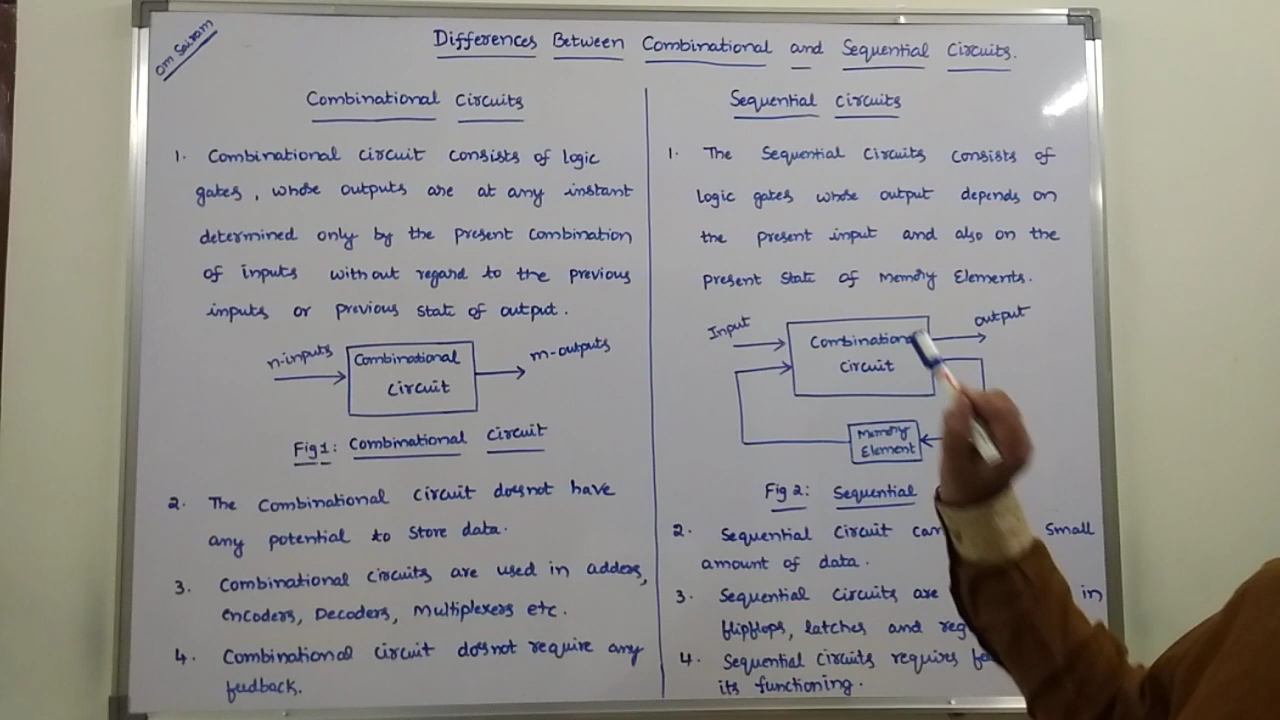 Om Sairam
Differences Between Combinational and Sequential Circuits.
Combinational Circuits
1. Combinational circuit consists of logic
gates, whose outputs are at any instant
determined only by the present combination
of inputs without regard to the previous
inputs or previous state of output.
n-inputs
Combinational
Circuit
m-outputs
Fig 1: Combinational Circuit
2. The Combinational circuit doesnot have
any potential to store data.
3. Combinational circuits are used in adders,
encoders, Decoders, Multiplexers etc.
4. Combinational circuit doesnot require any
feedback.
Sequential circuits
1. The Sequential Circuits consists of
Logic gates whose output depends on
the present input and also on the
present state of Memory Elements.
Input
Combinational
Circuit
output
Memory
Element
Fig 2: Sequential
2. Sequential Circuit can small
amount of data.
3. Sequential circuits are in
flipflops, latches and
4. Sequential Circuits requires
its functioning.